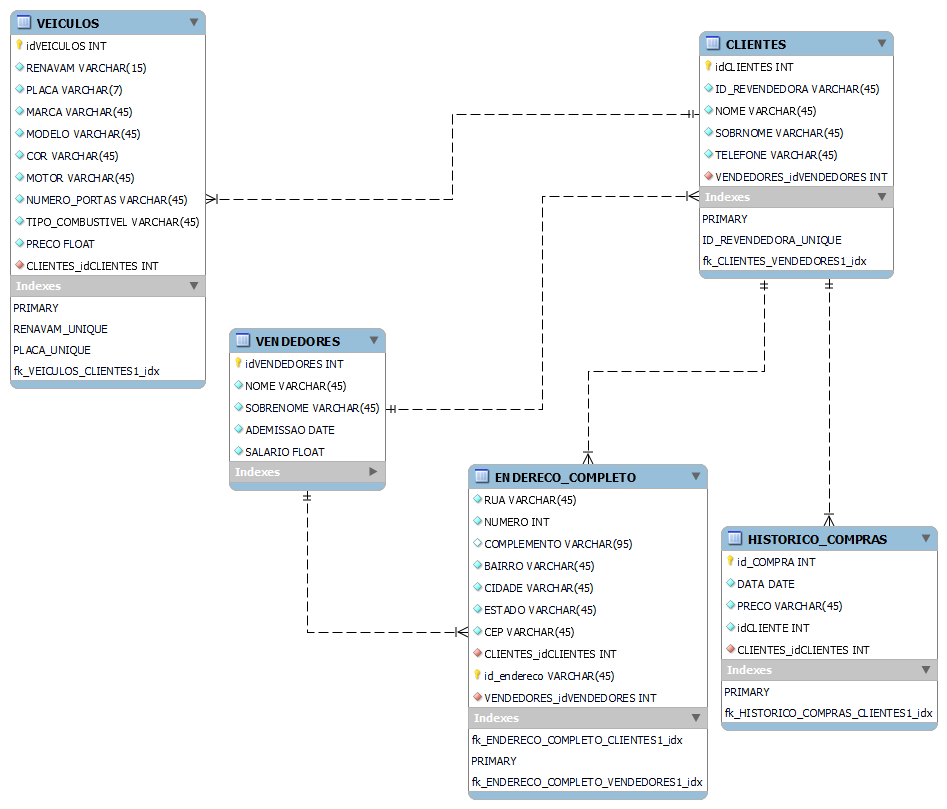 VEICULOS
idVEICULOS INT
RENAVAM VARCHAR(15)
PLACA VARCHAR(7)
MARCA VARCHAR(45)
MODELO VARCHAR(45)
COR VARCHAR(45)
MOTOR VARCHAR(45)
NUMERO_PORTAS VARCHAR(45)
TIPO_COMBUSTIVEL VARCHAR(45)
PRECO FLOAT
CLIENTES_idCLIENTES INT
Indexes
PRIMARY
RENAVAM_UNIQUE
PLACA_UNIQUE
fk_VEICULOS_CLIENTES1_idx
CLIENTES
idCLIENTES INT
ID_REVENDEDORA VARCHAR(45)
NOME VARCHAR(45)
SOBRNOME VARCHAR(45)
TELEFONE VARCHAR(45)
VENDEDORES_idVENDEDORES INT
Indexes
PRIMARY
ID_REVENDEDORA_UNIQUE
fk_CLIENTES_VENDEDORES1_idx
VENDEDORES
idVENDEDORES INT
NOME VARCHAR(45)
SOBRENOME VARCHAR(45)
ADEMISSAO DATE
SALARIO FLOAT
Indexes
ENDERECO_COMPLETO
RUA VARCHAR(45)
NUMERO INT
COMPLEMENTO VARCHAR(95)
BAIRRO VARCHAR(45)
CIDADE VARCHAR(45)
ESTADO VARCHAR(45)
CEP VARCHAR(45)
CLIENTES_idCLIENTES INT
id_endereco VARCHAR(45)
VENDEDORES_idVENDEDORES INT
Indexes
fk_ENDERECO_COMPLETO_CLIENTES1_idx
PRIMARY
fk_ENDERECO_COMPLETO_VENDEDORES1_idx
HISTORICO_COMPRAS
id_COMPRA INT
DATA DATE
PRECO VARCHAR(45)
idCLIENTE INT
CLIENTES_idCLIENTES INT
Indexes
PRIMARY
fk_HISTORICO_COMPRAS_CLIENTES1_idx